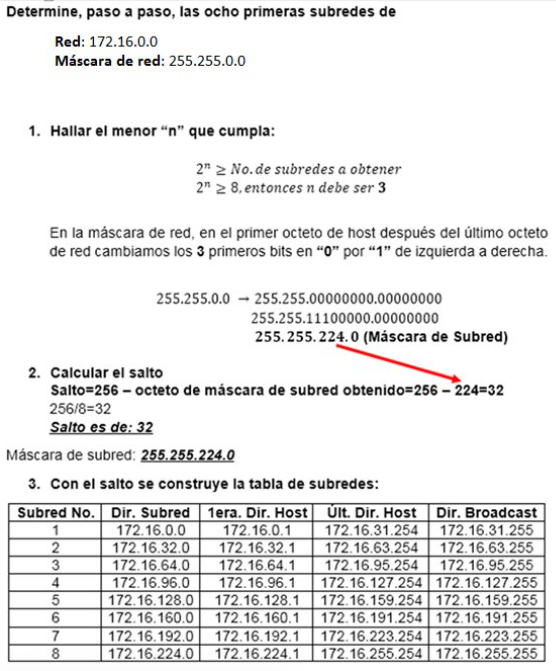 Determine, paso a paso, las ocho primeras subredes de
Red: 172.16.0.0
Máscara de red: 255.255.0.0
1. Hallar el menor “n” que cumpla:
2ⁿ ≥ No. de subredes a obtener
2ⁿ ≥ 8, entonces n debe ser 3
En la máscara de red, en el primer octeto de host después del último octeto
de red cambiamos los 3 primeros bits en “0” por “1” de izquierda a derecha.
255.255.0.0 → 255.255.00000000.00000000
255.255.11100000.00000000
255.255.224.0 (Máscara de Subred)
2. Calcular el salto
Salto=256 – octeto de máscara de subred obtenido=256 – 224=32
256/8=32
Salto es de: 32
Máscara de subred: 255.255.224.0
3. Con el salto se construye la tabla de subredes:
Subred No. Dir. Subred 1era. Dir. Host Últ. Dir. Host Dir. Broadcast
1 172.16.0.0 172.16.0.1 172.16.31.254 172.16.31.255
2 172.16.32.0 172.16.32.1 172.16.63.254 172.16.63.255
3 172.16.64.0 172.16.64.1 172.16.95.254 172.16.95.255
4 172.16.96.0 172.16.96.1 172.16.127.254 172.16.127.255
5 172.16.128.0 172.16.128.1 172.16.159.254 172.16.159.255
6 172.16.160.0 172.16.160.1 172.16.191.254 172.16.191.255
7 172.16.192.0 172.16.192.1 172.16.223.254 172.16.223.255
8 172.16.224.0 172.16.224.1 172.16.255.254 172.16.255.255